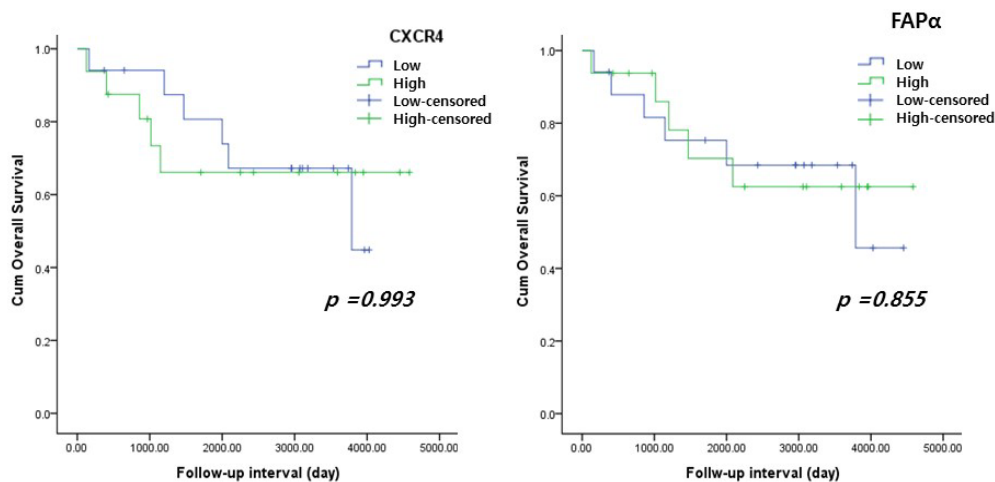 CXCR4
Low
High
Low-censored
High-censored
1.0
0.8
0.6
0.4
0.2
0.0
Cum Overall Survival
p =0.993
0.00 1000.00 2000.00 3000.00 4000.00 5000.00
Follow-up interval (day)
FAPα
Low
High
Low-censored
High-censored
1.0
0.8
0.6
0.4
0.2
0.0
Cum Overall Survival
p =0.855
0.00 1000.00 2000.00 3000.00 4000.00 5000.00
Follw-up interval (day)